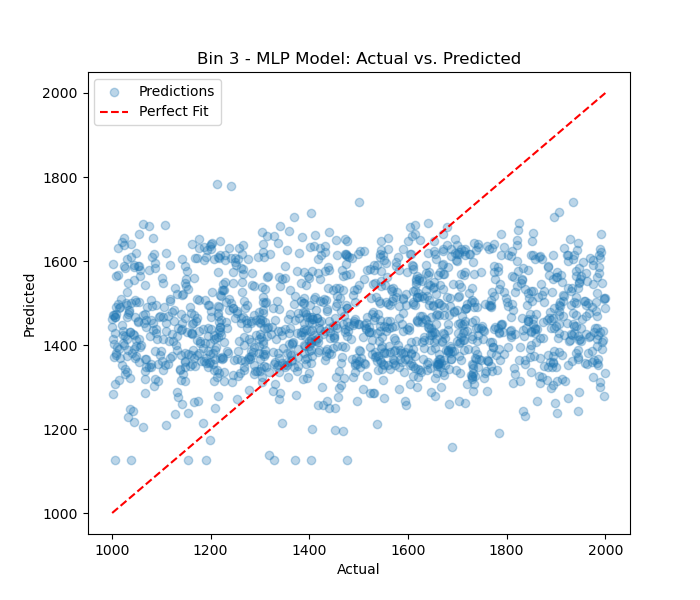 Bin 3 - MLP Model: Actual vs. Predicted
Predictions
Perfect Fit
2000
1800
1600
1400
1200
1000
Predicted
1000 1200 1400 1600 1800 2000
Actual